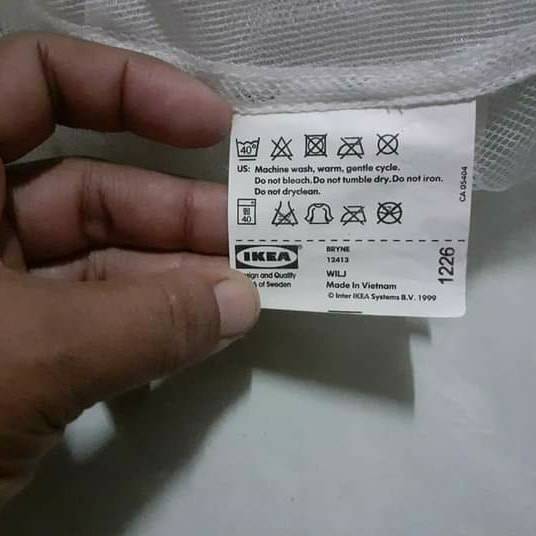 40°
US: Machine wash, warm, gentle cycle.
Do not bleach. Do not tumble dry. Do not iron.
Do not dryclean.
40
CA 05404
IKEA®
and Quality
of Sweden
BRYNE
12413
WILJ
Made In Vietnam
© Inter IKEA Systems B.V. 1999
1226